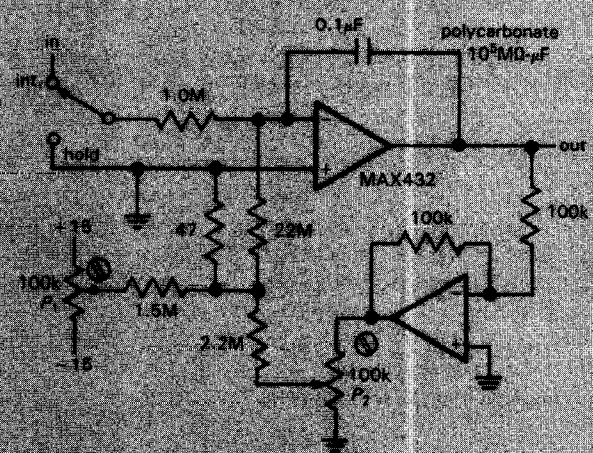 0.1μF
polycarbonate
10⁵MΩ-μF
in
int.
1.0M
hold
−
+
MAX432
out
+15
47
22M
100k
100k
100k
P₁
1.5M
−15
2.2M
−
+
100k
P₂